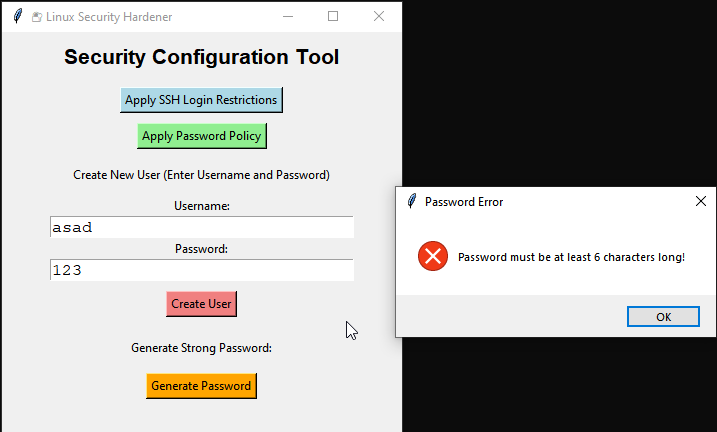 Linux Security Hardener
Security Configuration Tool
Apply SSH Login Restrictions
Apply Password Policy
Create New User (Enter Username and Password)
Username:
asad
Password:
123
Create User
Generate Strong Password:
Generate Password
Password Error
Password must be at least 6 characters long!
OK